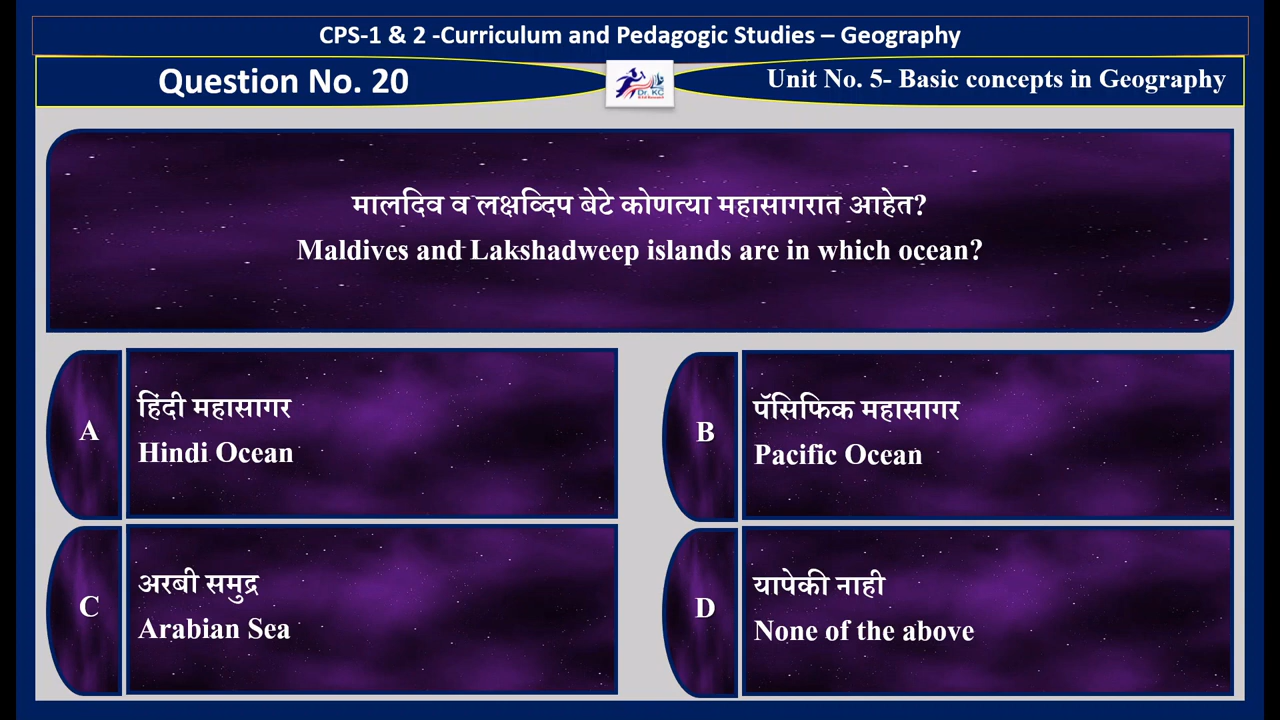 CPS-1 & 2 -Curriculum and Pedagogic Studies – Geography
Question No. 20
Dr. KC
Unit No. 5- Basic concepts in Geography
मालदिव व लक्षव्दिप बेटे कोणत्या महासागरात आहेत?
Maldives and Lakshadweep islands are in which ocean?
A
हिंदी महासागर
Hindi Ocean
B
पॅसिफिक महासागर
Pacific Ocean
C
अरबी समुद्र
Arabian Sea
D
यापेकी नाही
None of the above